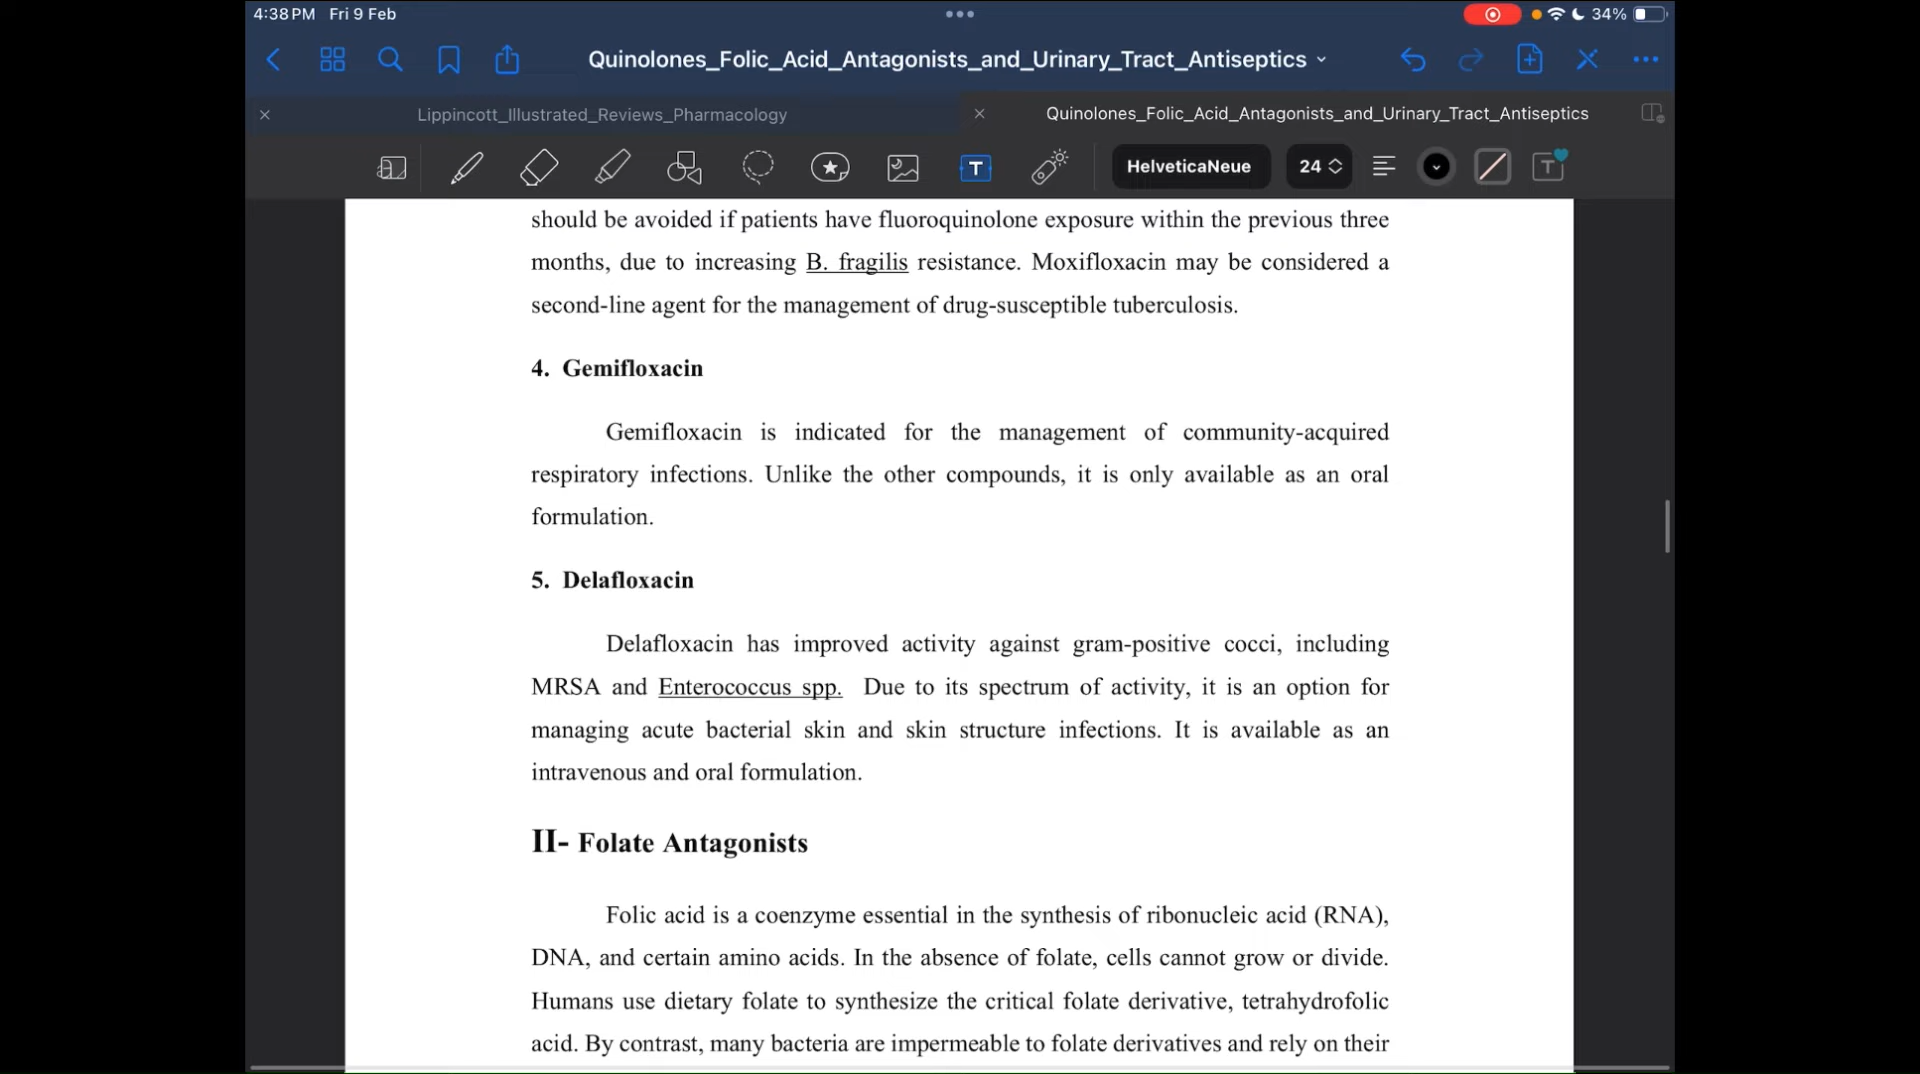 4:38 PM Fri 9 Feb
34%
Quinolones_Folic_Acid_Antagonists_and_Urinary_Tract_Antiseptics
Lippincott_Illustrated_Reviews_Pharmacology
Quinolones_Folic_Acid_Antagonists_and_Urinary_Tract_Antiseptics
T
HelveticaNeue
24
T
should be avoided if patients have fluoroquinolone exposure within the previous three
months, due to increasing B. fragilis resistance. Moxifloxacin may be considered a
second-line agent for the management of drug-susceptible tuberculosis.
4. Gemifloxacin
Gemifloxacin is indicated for the management of community-acquired
respiratory infections. Unlike the other compounds, it is only available as an oral
formulation.
5. Delafloxacin
Delafloxacin has improved activity against gram-positive cocci, including
MRSA and Enterococcus spp. Due to its spectrum of activity, it is an option for
managing acute bacterial skin and skin structure infections. It is available as an
intravenous and oral formulation.
II- Folate Antagonists
Folic acid is a coenzyme essential in the synthesis of ribonucleic acid (RNA),
DNA, and certain amino acids. In the absence of folate, cells cannot grow or divide.
Humans use dietary folate to synthesize the critical folate derivative, tetrahydrofolic
acid. By contrast, many bacteria are impermeable to folate derivatives and rely on their